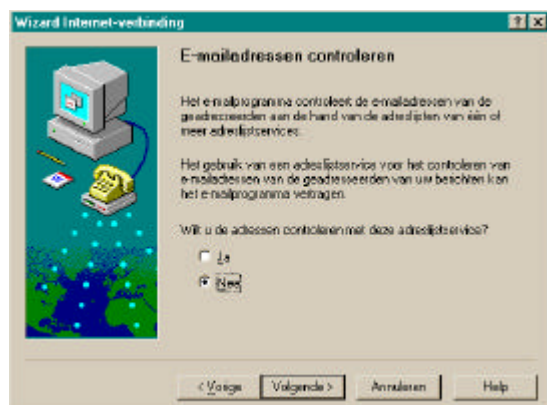 Wizard Internet-verbinding
E-mailadressen controleren
Het e-mailprogramma controleert de e-mailadressen van de
geadresseerden aan de hand van de adreslijsten van één of
meer adreslijstservices.
Het gebruik van een adreslijstservice voor het controleren van
e-mailadressen van de geadresseerden van uw berichten kan
het e-mailprogramma vertragen.
Wilt u de adressen controleren met deze adreslijstservice?
Ja
Nee
< Vorige Volgende > Annuleren Help